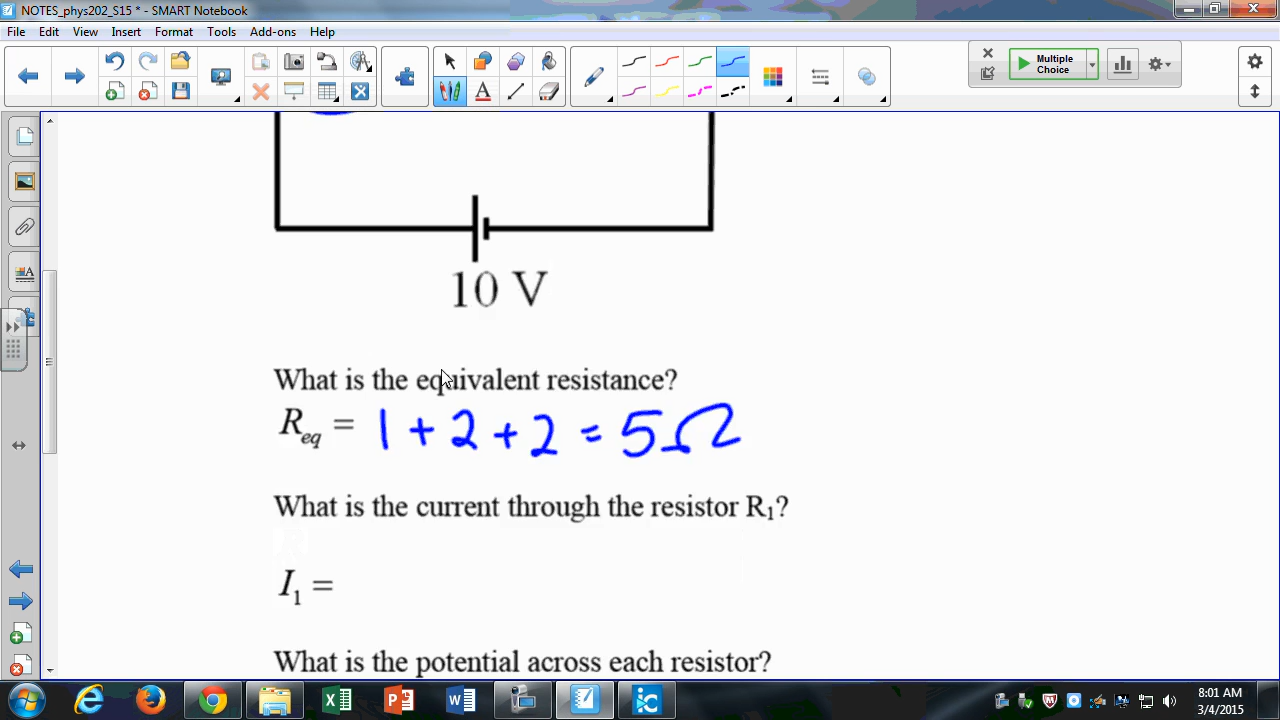 NOTES_phys202_S15 * - SMART Notebook
File Edit View Insert Format Tools Add-ons Help
Multiple
Choice
10 V
What is the equivalent resistance?
R_eq = 1 + 2 + 2 = 5 Ω
What is the current through the resistor R₁?
I₁ =
What is the potential across each resistor?
8:01 AM
3/4/2015